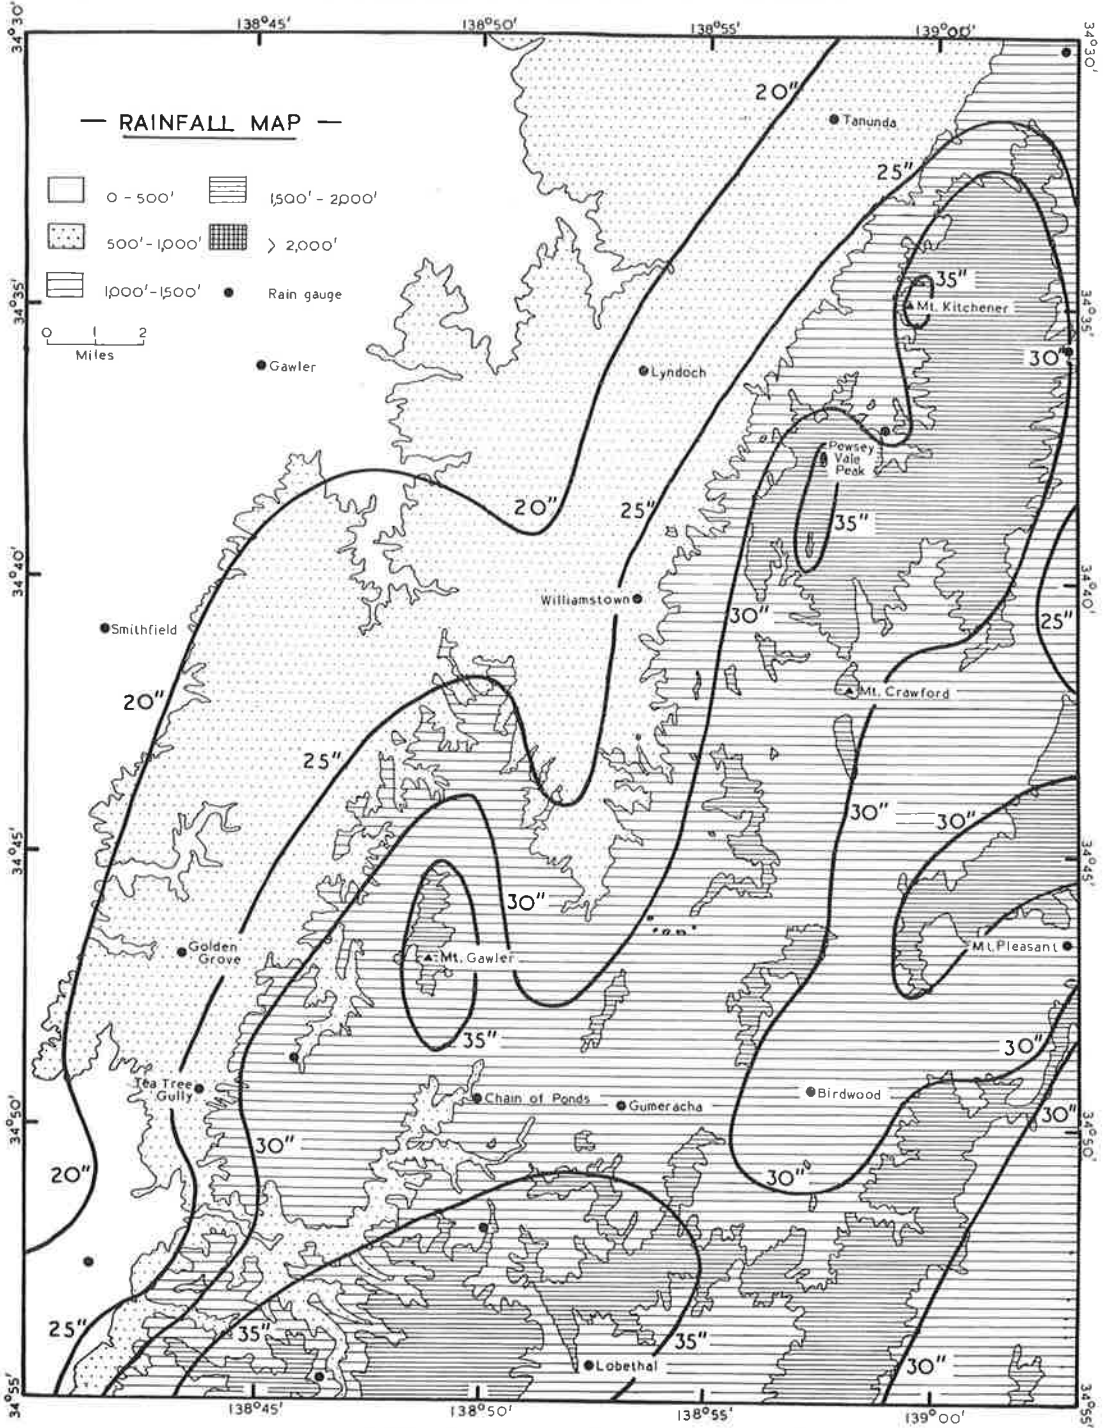 138°45' 138°50' 138°55' 139°00'
34°30' 34°30'
— RAINFALL MAP —
0 – 500' 1,500' – 2,000'
500' – 1,000' > 2,000'
1,000' – 1,500' Rain gauge
0 1 2
Miles
20"
Tanunda
25"
34°35' 34°35'
35"
Mt. Kitchener
30"
Gawler
Lyndoch
Pewsey
Vale
Peak
20"
25"
35"
34°40' 34°40'
Williamstown
30"
25"
Smithfield
20"
Mt. Crawford
25"
30"
30"
34°45' 34°45'
30"
Golden
Grove
Mt. Gawler
Mt. Pleasant
35"
30"
Tea Tree
Gully
Chain of Ponds
Gumeracha
Birdwood
30"
34°50' 34°50'
30"
20"
30"
25"
35"
35"
Lobethal
30"
34°55' 34°55'
138°45' 138°50' 138°55' 139°00'